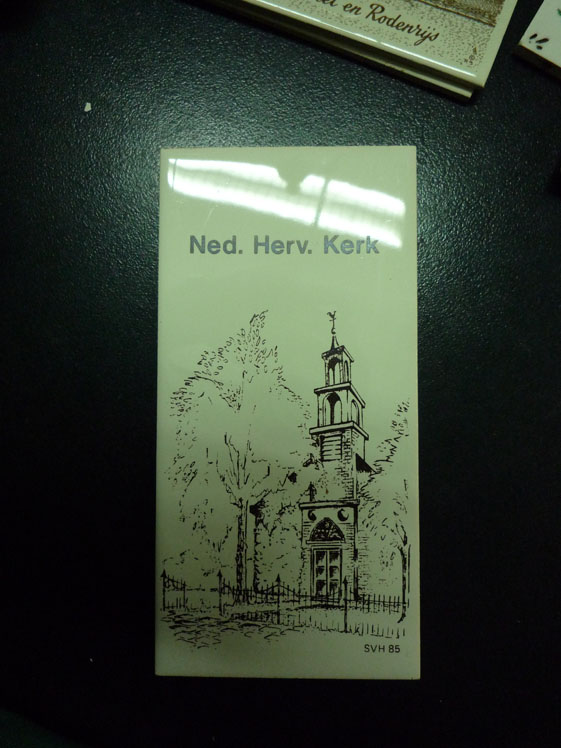 en Rodenrijs
Ned. Herv. Kerk
SVH 85